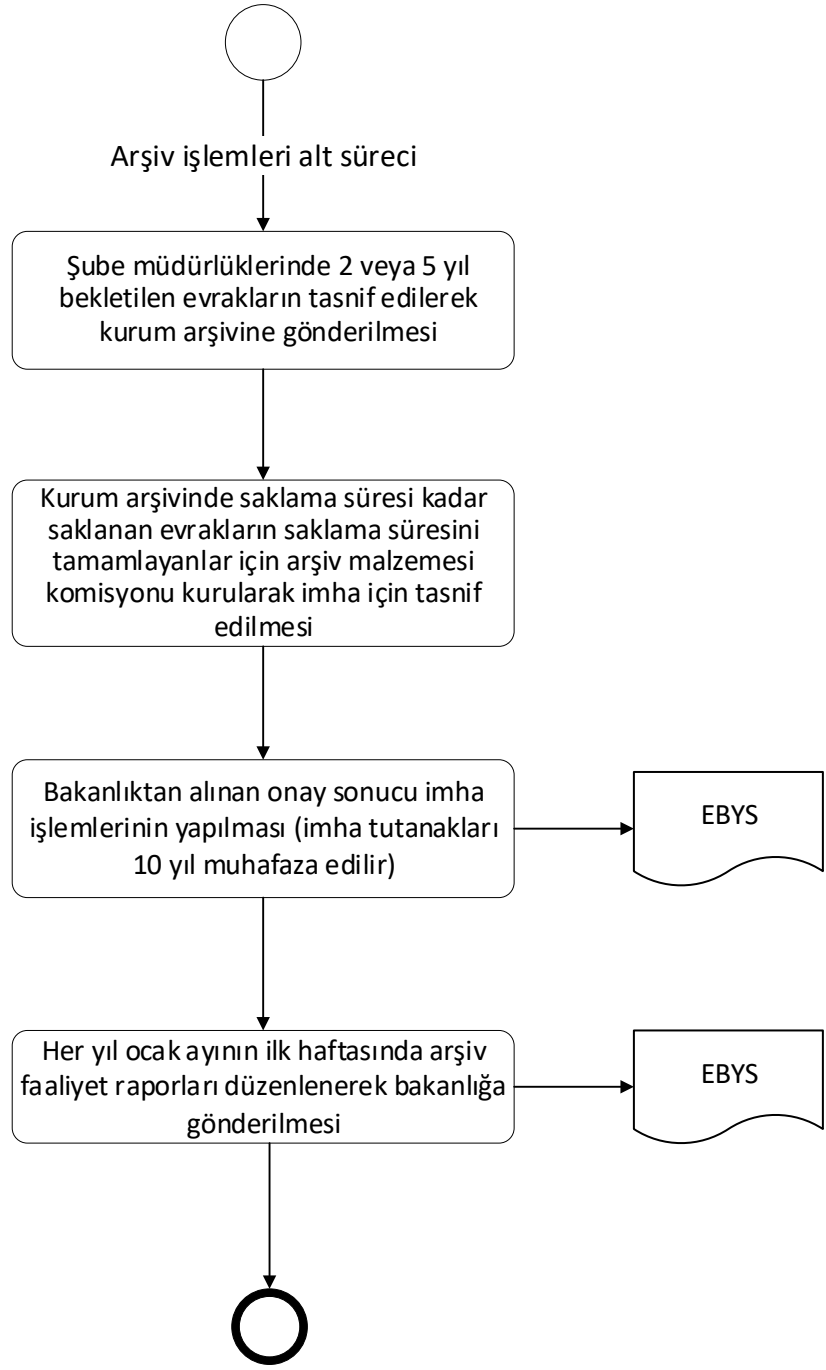 Arşiv işlemleri alt süreci
Şube müdürlüklerinde 2 veya 5 yıl
bekletilen evrakların tasnif edilerek
kurum arşivine gönderilmesi
Kurum arşivinde saklama süresi kadar
saklanan evrakların saklama süresini
tamamlayanlar için arşiv malzemesi
komisyonu kurularak imha için tasnif
edilmesi
Bakanlıktan alınan onay sonucu imha
işlemlerinin yapılması (imha tutanakları
10 yıl muhafaza edilir)
EBYS
Her yıl ocak ayının ilk haftasında arşiv
faaliyet raporları düzenlenerek bakanlığa
gönderilmesi
EBYS